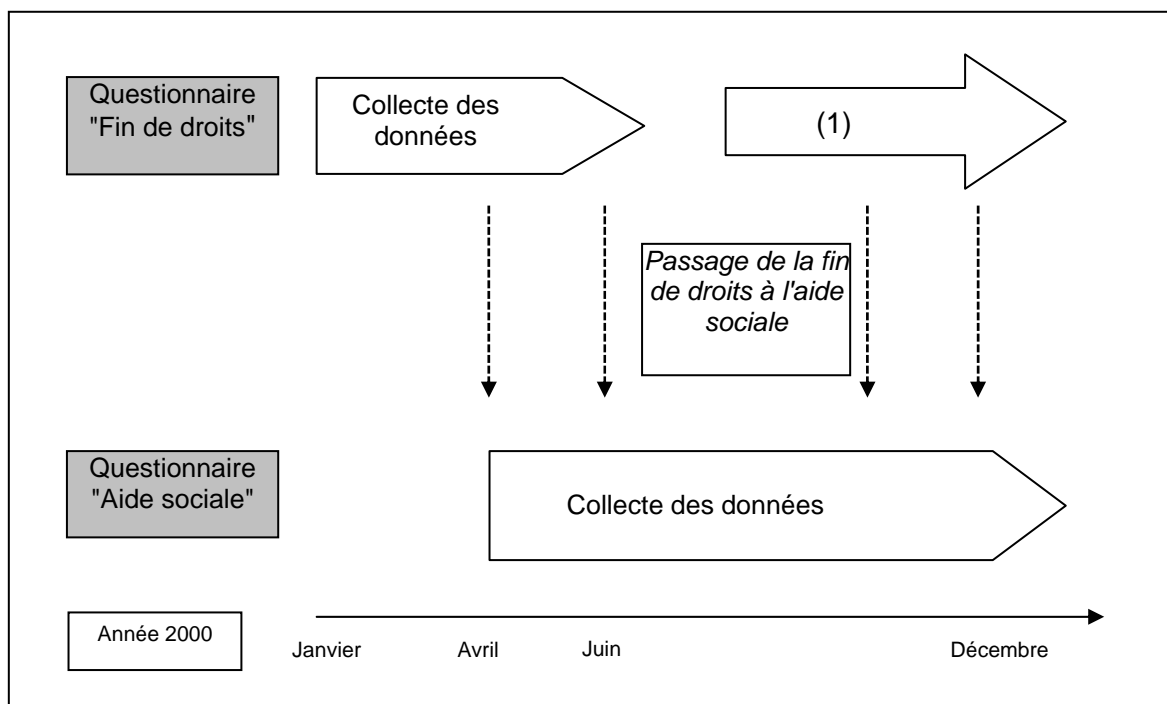 Questionnaire
"Fin de droits"
Collecte des
données
(1)
Passage de la fin
de droits à l'aide
sociale
Questionnaire
"Aide sociale"
Collecte des données
Année 2000
Janvier
Avril
Juin
Décembre